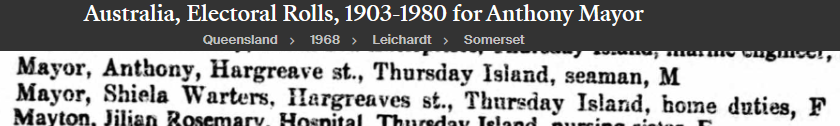 Australia, Electoral Rolls, 1903-1980 for Anthony Mayor
Queensland > 1968 > Leichardt > Somerset
Thursday Island, marine engineer,
Mayor, Anthony, Hargreave st., Thursday Island, seaman, M
Mayor, Shiela Warters, Hargreaves st., Thursday Island, home duties, F
Mayton, Jilian Rosemary, Hospital, Thursday Island, nursing sister, F